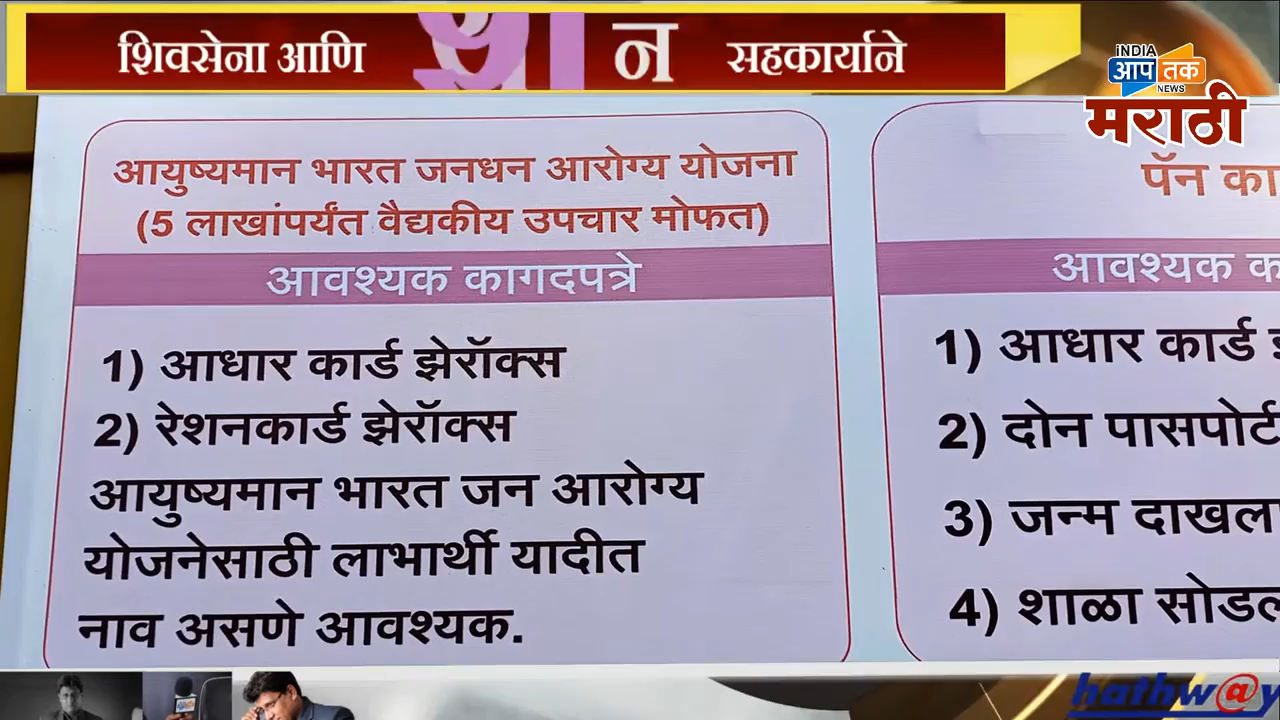 शिवसेना आणि
न
सहकार्याने
INDIA
आप तक
NEWS
मराठी
आयुष्यमान भारत जनधन आरोग्य योजना
(5 लाखांपर्यंत वैद्यकीय उपचार मोफत)
आवश्यक कागदपत्रे
1) आधार कार्ड झेरॉक्स
2) रेशनकार्ड झेरॉक्स
आयुष्यमान भारत जन आरोग्य
योजनेसाठी लाभार्थी यादीत
नाव असणे आवश्यक.
पॅन का
आवश्यक क
1) आधार कार्ड
2) दोन पासपोर्ट
3) जन्म दाखल
4) शाळा सोडल
hathw@y